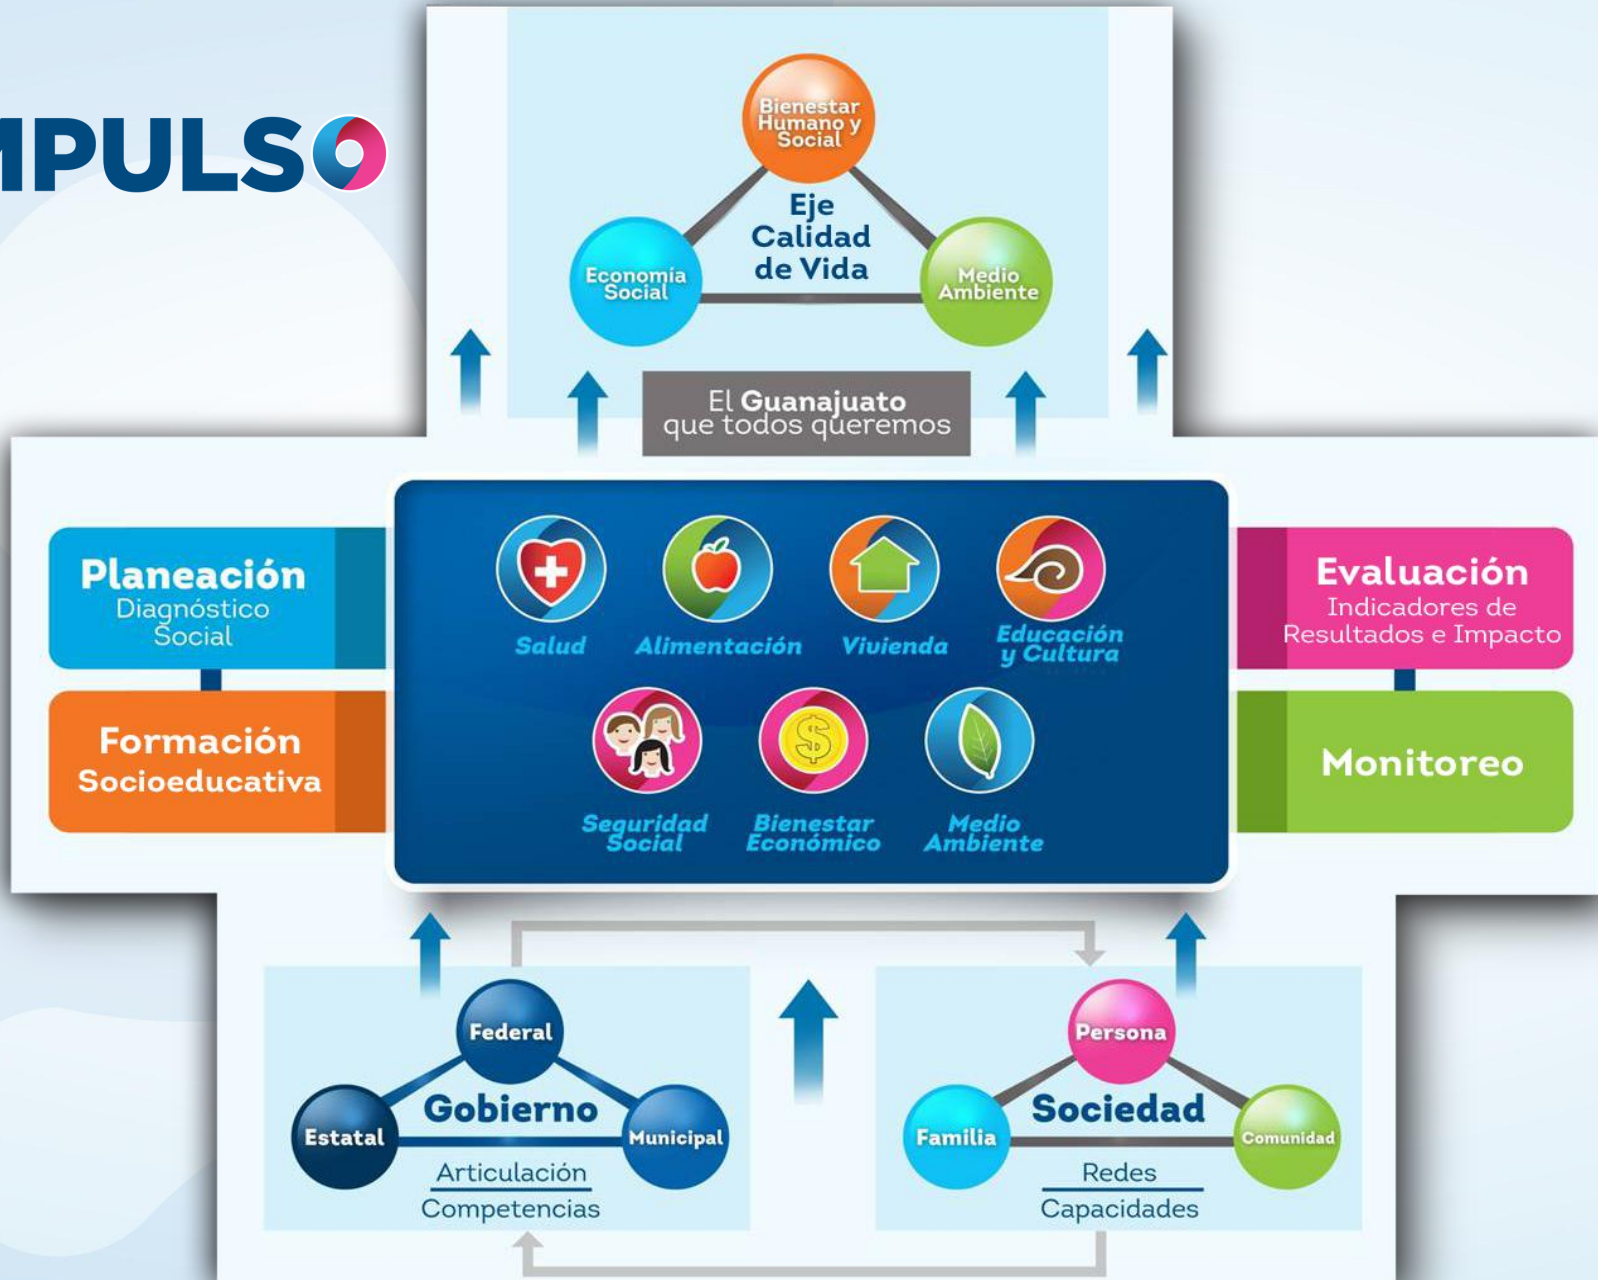 MPULSO
Bienestar
Humano y
Social
Eje
Calidad
de Vida
Economía
Social
Medio
Ambiente
El Guanajuato
que todos queremos
Planeación
Diagnóstico
Social
Formación
Socioeducativa
Salud
Alimentación
Vivienda
Educación
y Cultura
Seguridad
Social
Bienestar
Económico
Medio
Ambiente
Evaluación
Indicadores de
Resultados e Impacto
Monitoreo
Federal
Gobierno
Estatal
Municipal
Articulación
Competencias
Persona
Sociedad
Familia
Comunidad
Redes
Capacidades